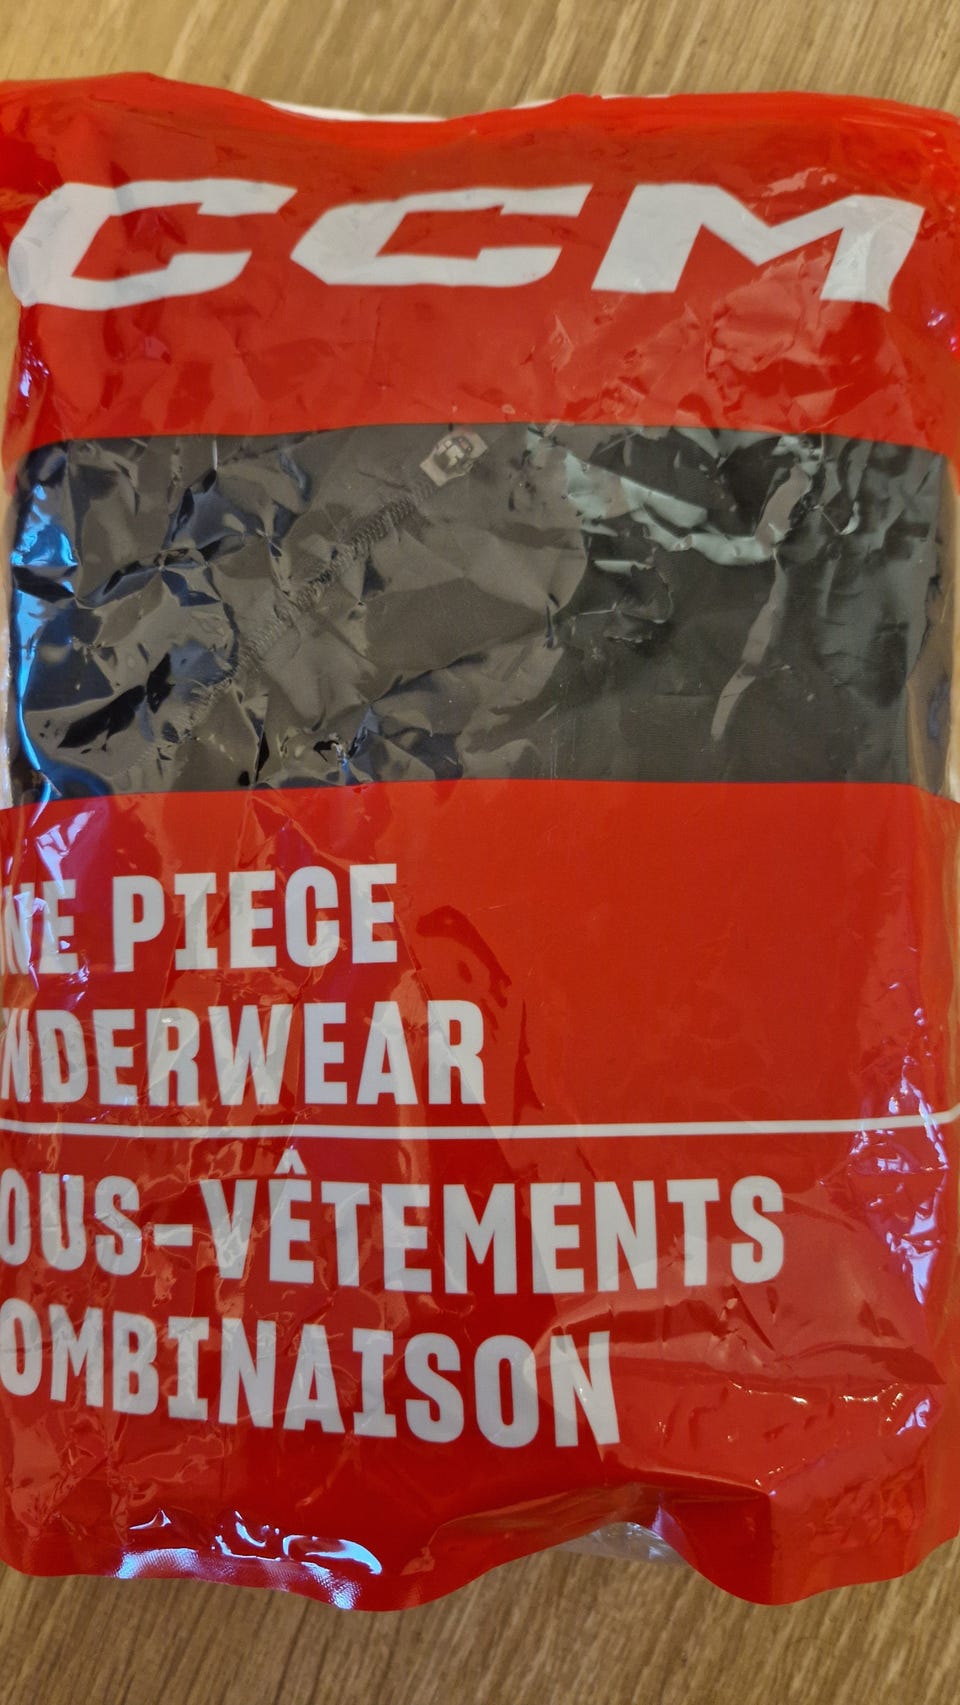 CCM
NE PIECE
NDERWEAR
OUS-VÊTEMENTS
OMBINAISON